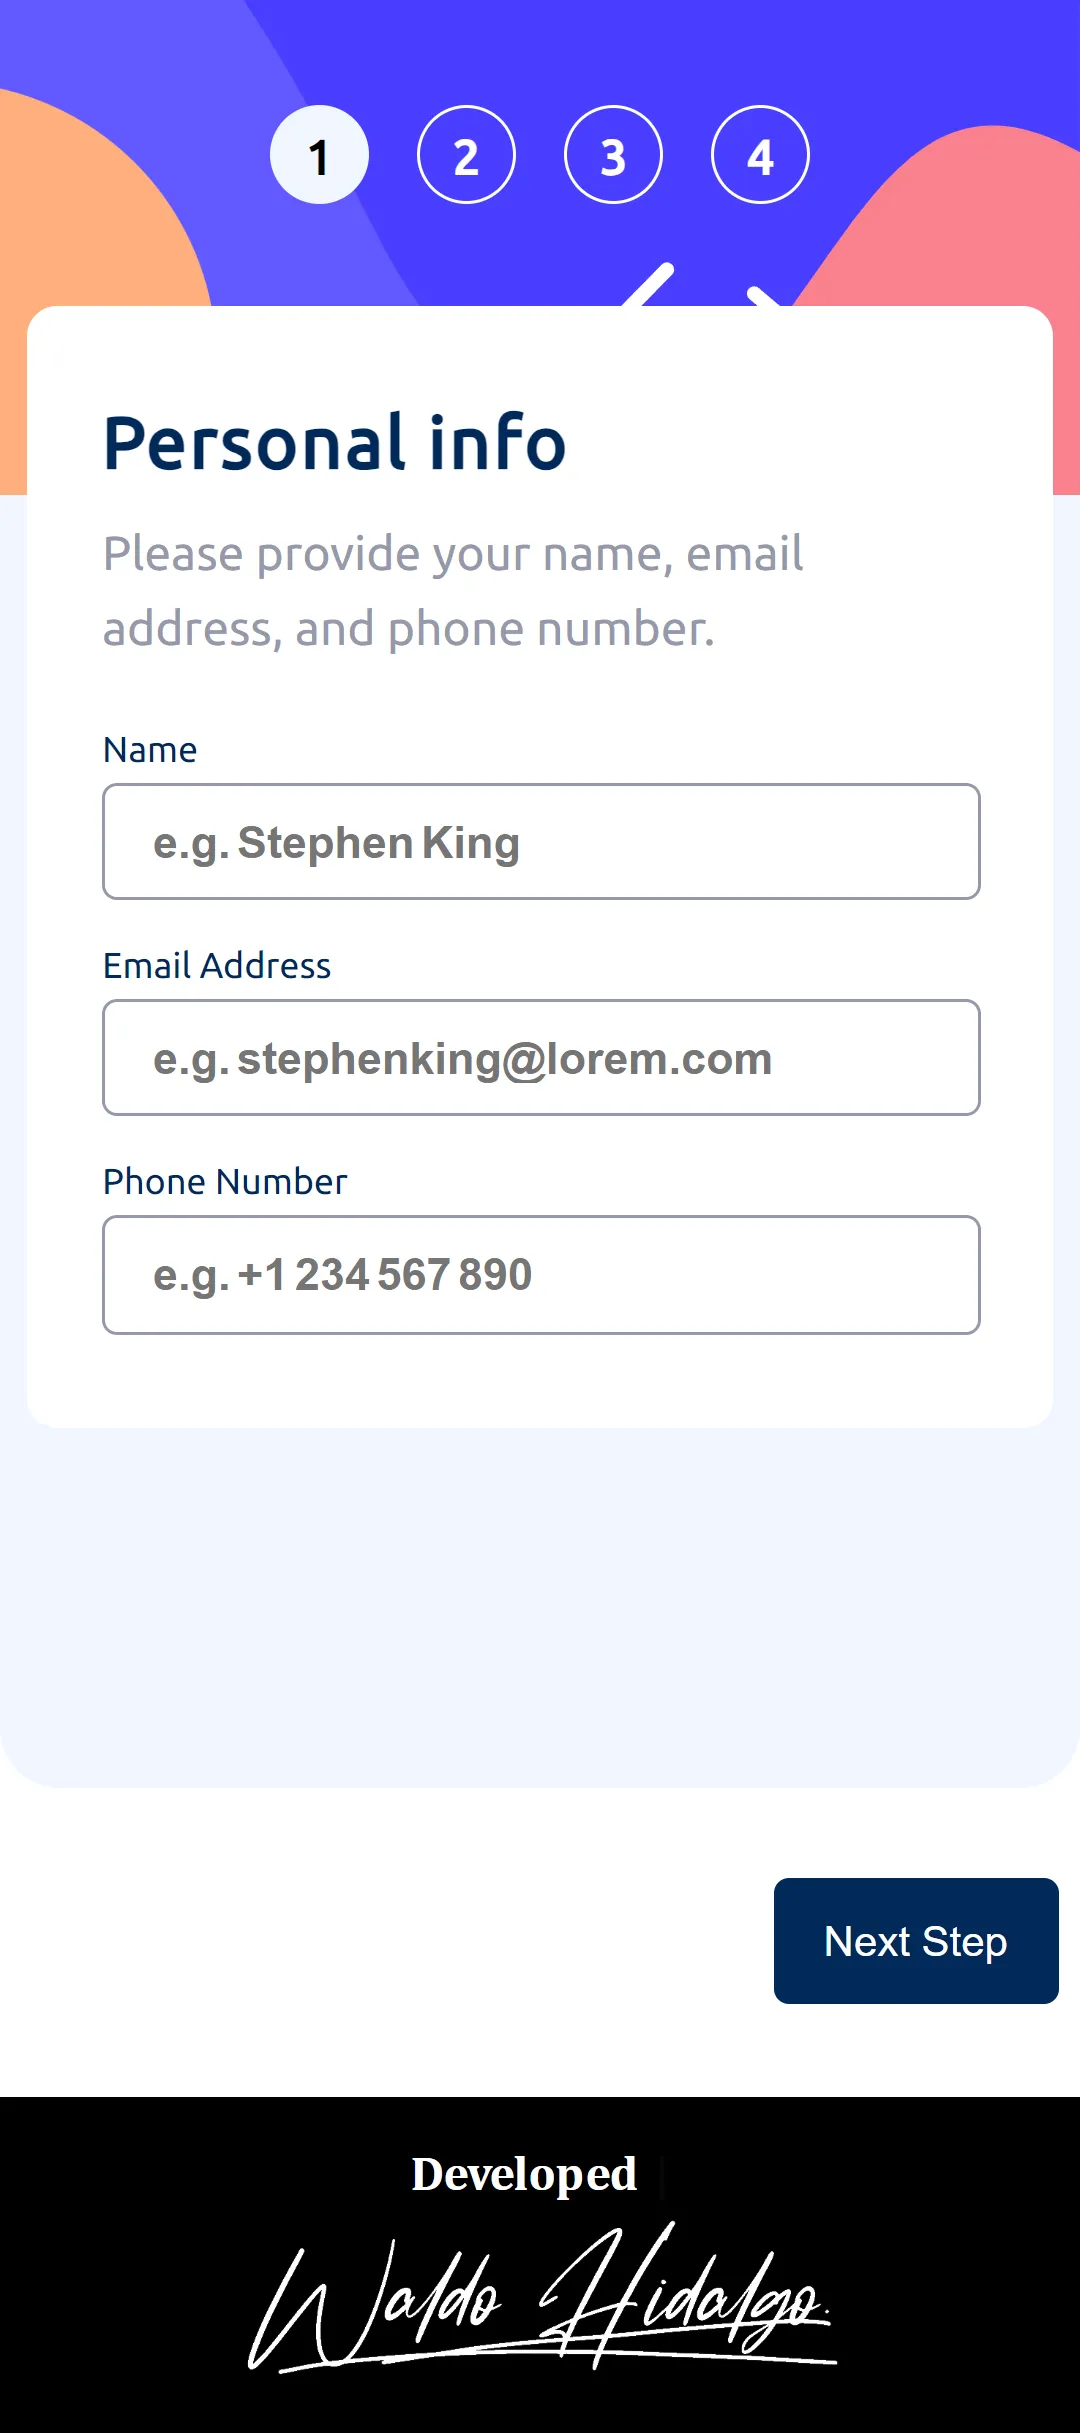 1 2 3 4
Personal info
Please provide your name, email
address, and phone number.
Name
e.g. Stephen King
Email Address
e.g. stephenking@lorem.com
Phone Number
e.g. +1 234 567 890
Next Step
Developed
Waldo Hidalgo.